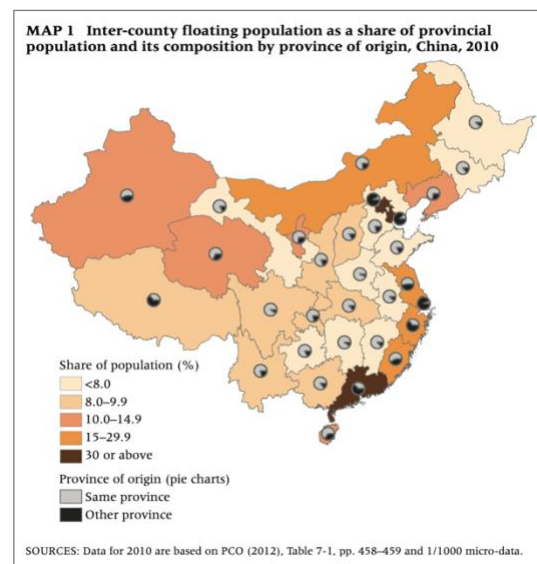 MAP 1 Inter-county floating population as a share of provincial
population and its composition by province of origin, China, 2010
Share of population (%)
<8.0
8.0–9.9
10.0–14.9
15–29.9
30 or above
Province of origin (pie charts)
Same province
Other province
SOURCES: Data for 2010 are based on PCO (2012), Table 7-1, pp. 458–459 and 1/1000 micro-data.